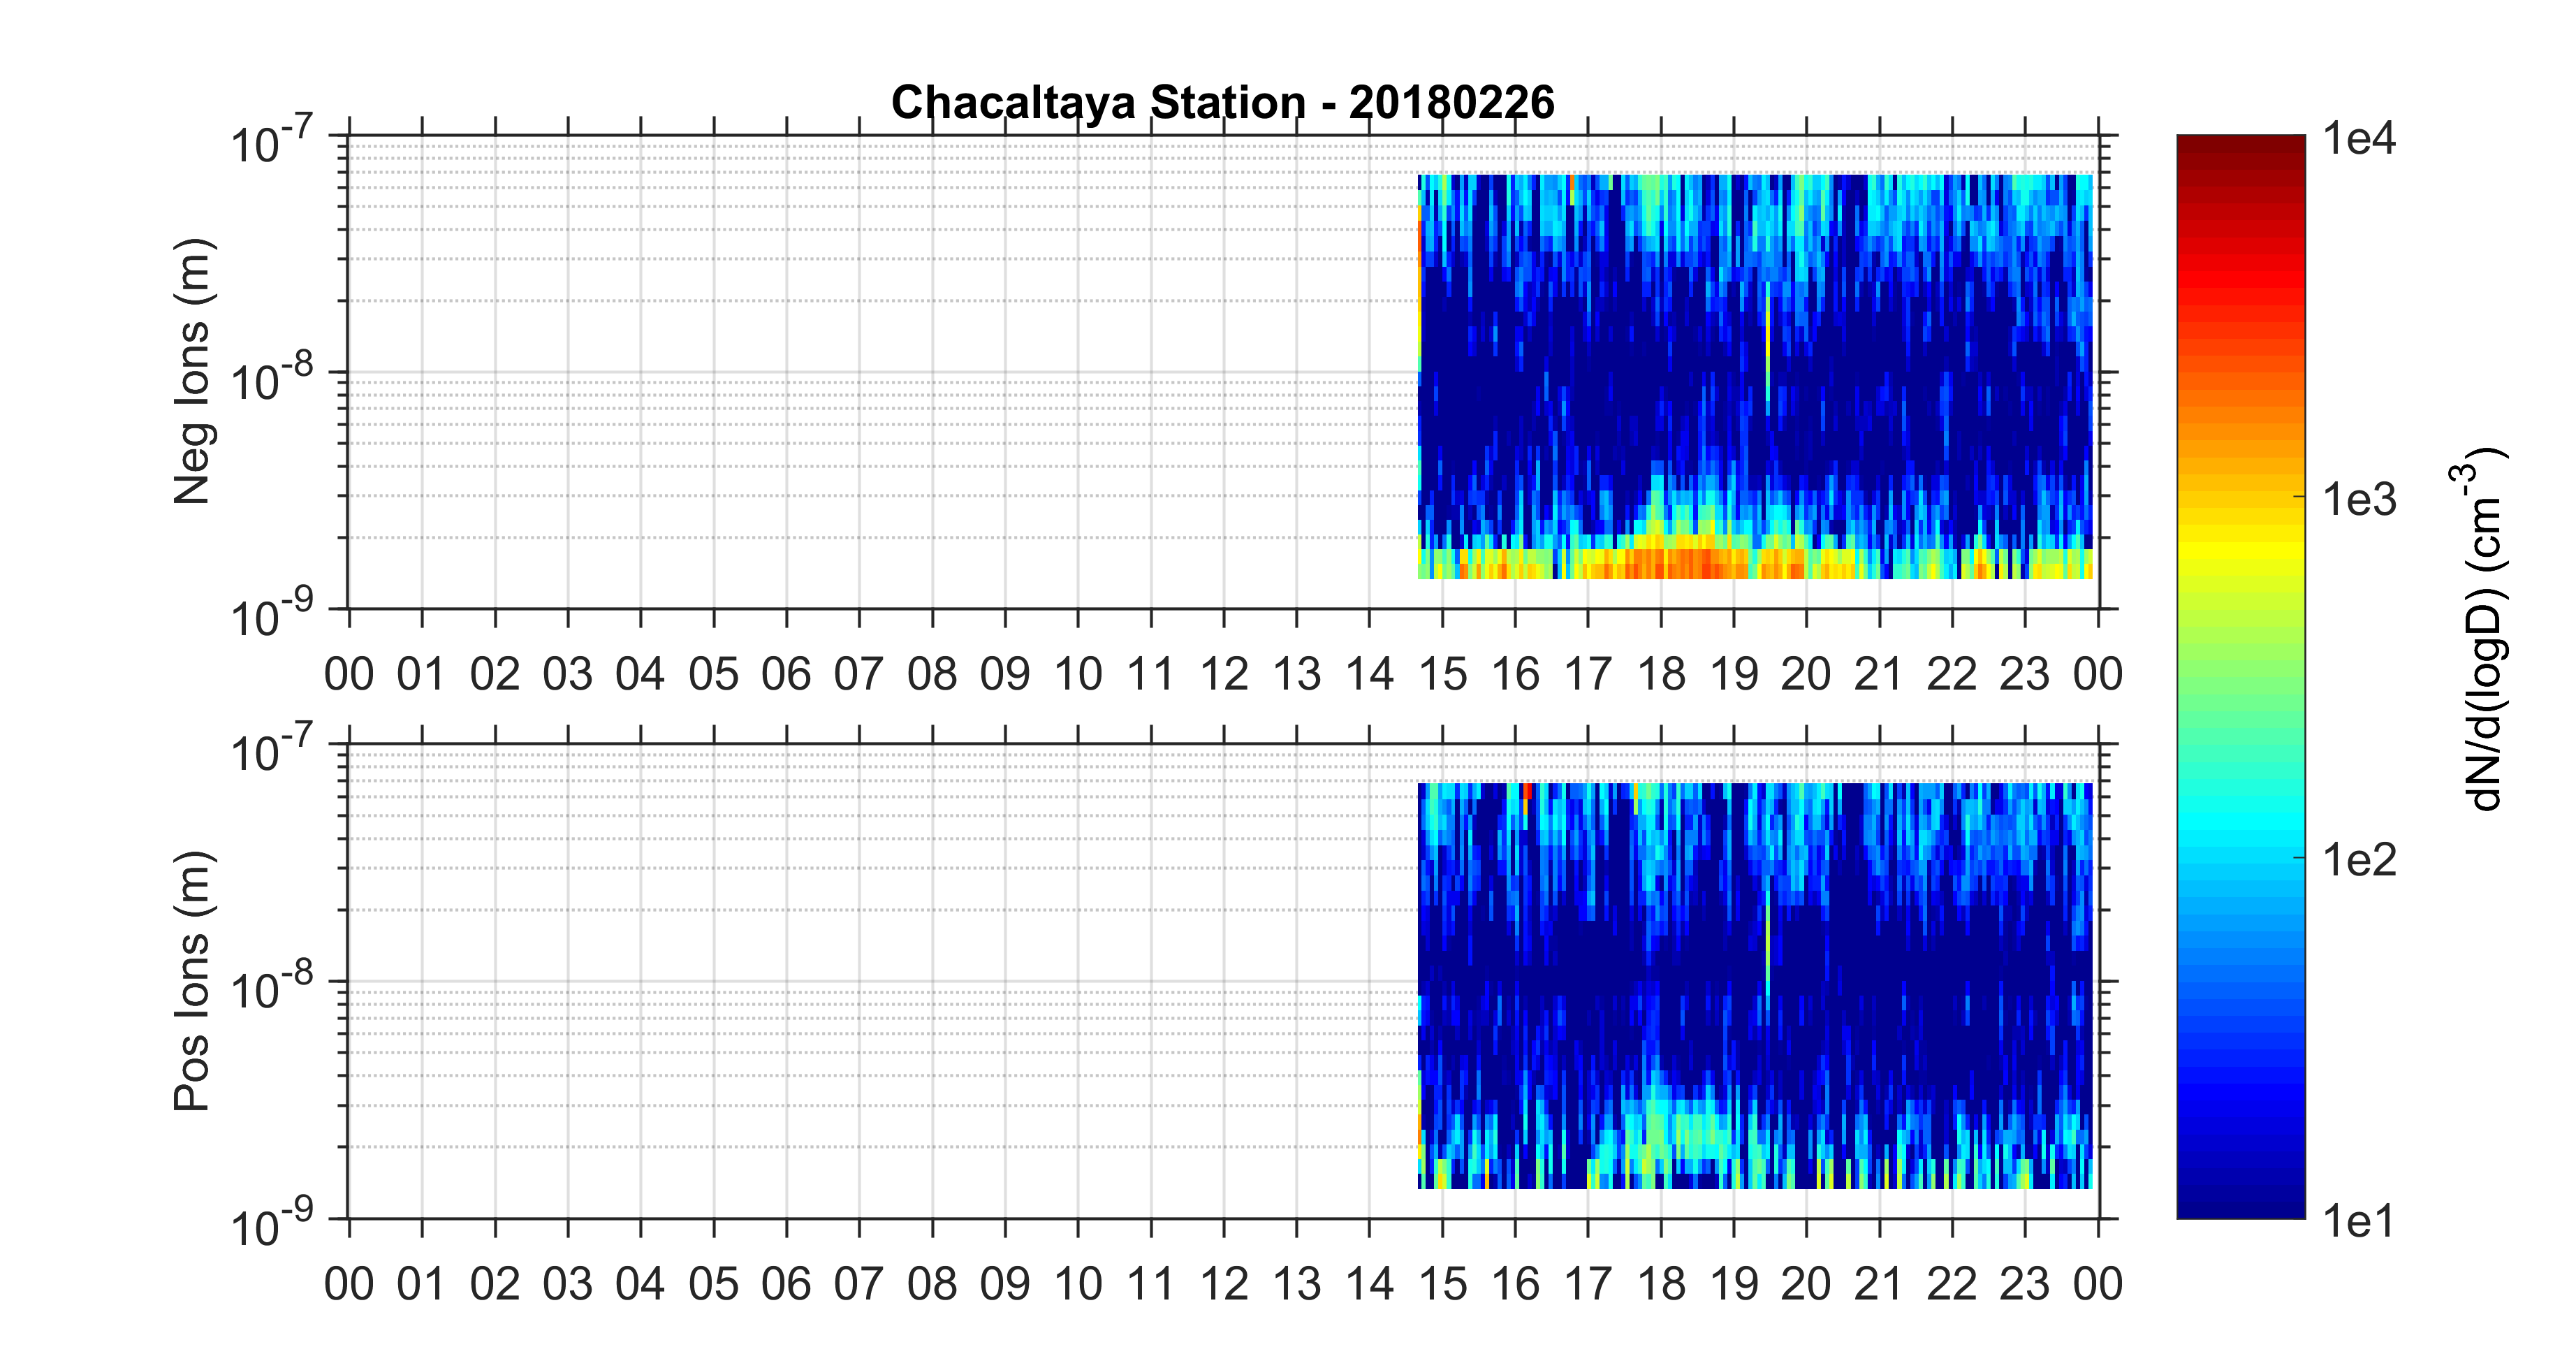 Chacaltaya Station - 20180226
Neg Ions (m)
10-7
10-8
10-9
00 01 02 03 04 05 06 07 08 09 10 11 12 13 14 15 16 17 18 19 20 21 22 23 00
Pos Ions (m)
10-7
10-8
10-9
00 01 02 03 04 05 06 07 08 09 10 11 12 13 14 15 16 17 18 19 20 21 22 23 00
1e4
1e3
1e2
1e1
dN/d(logD) (cm-3)